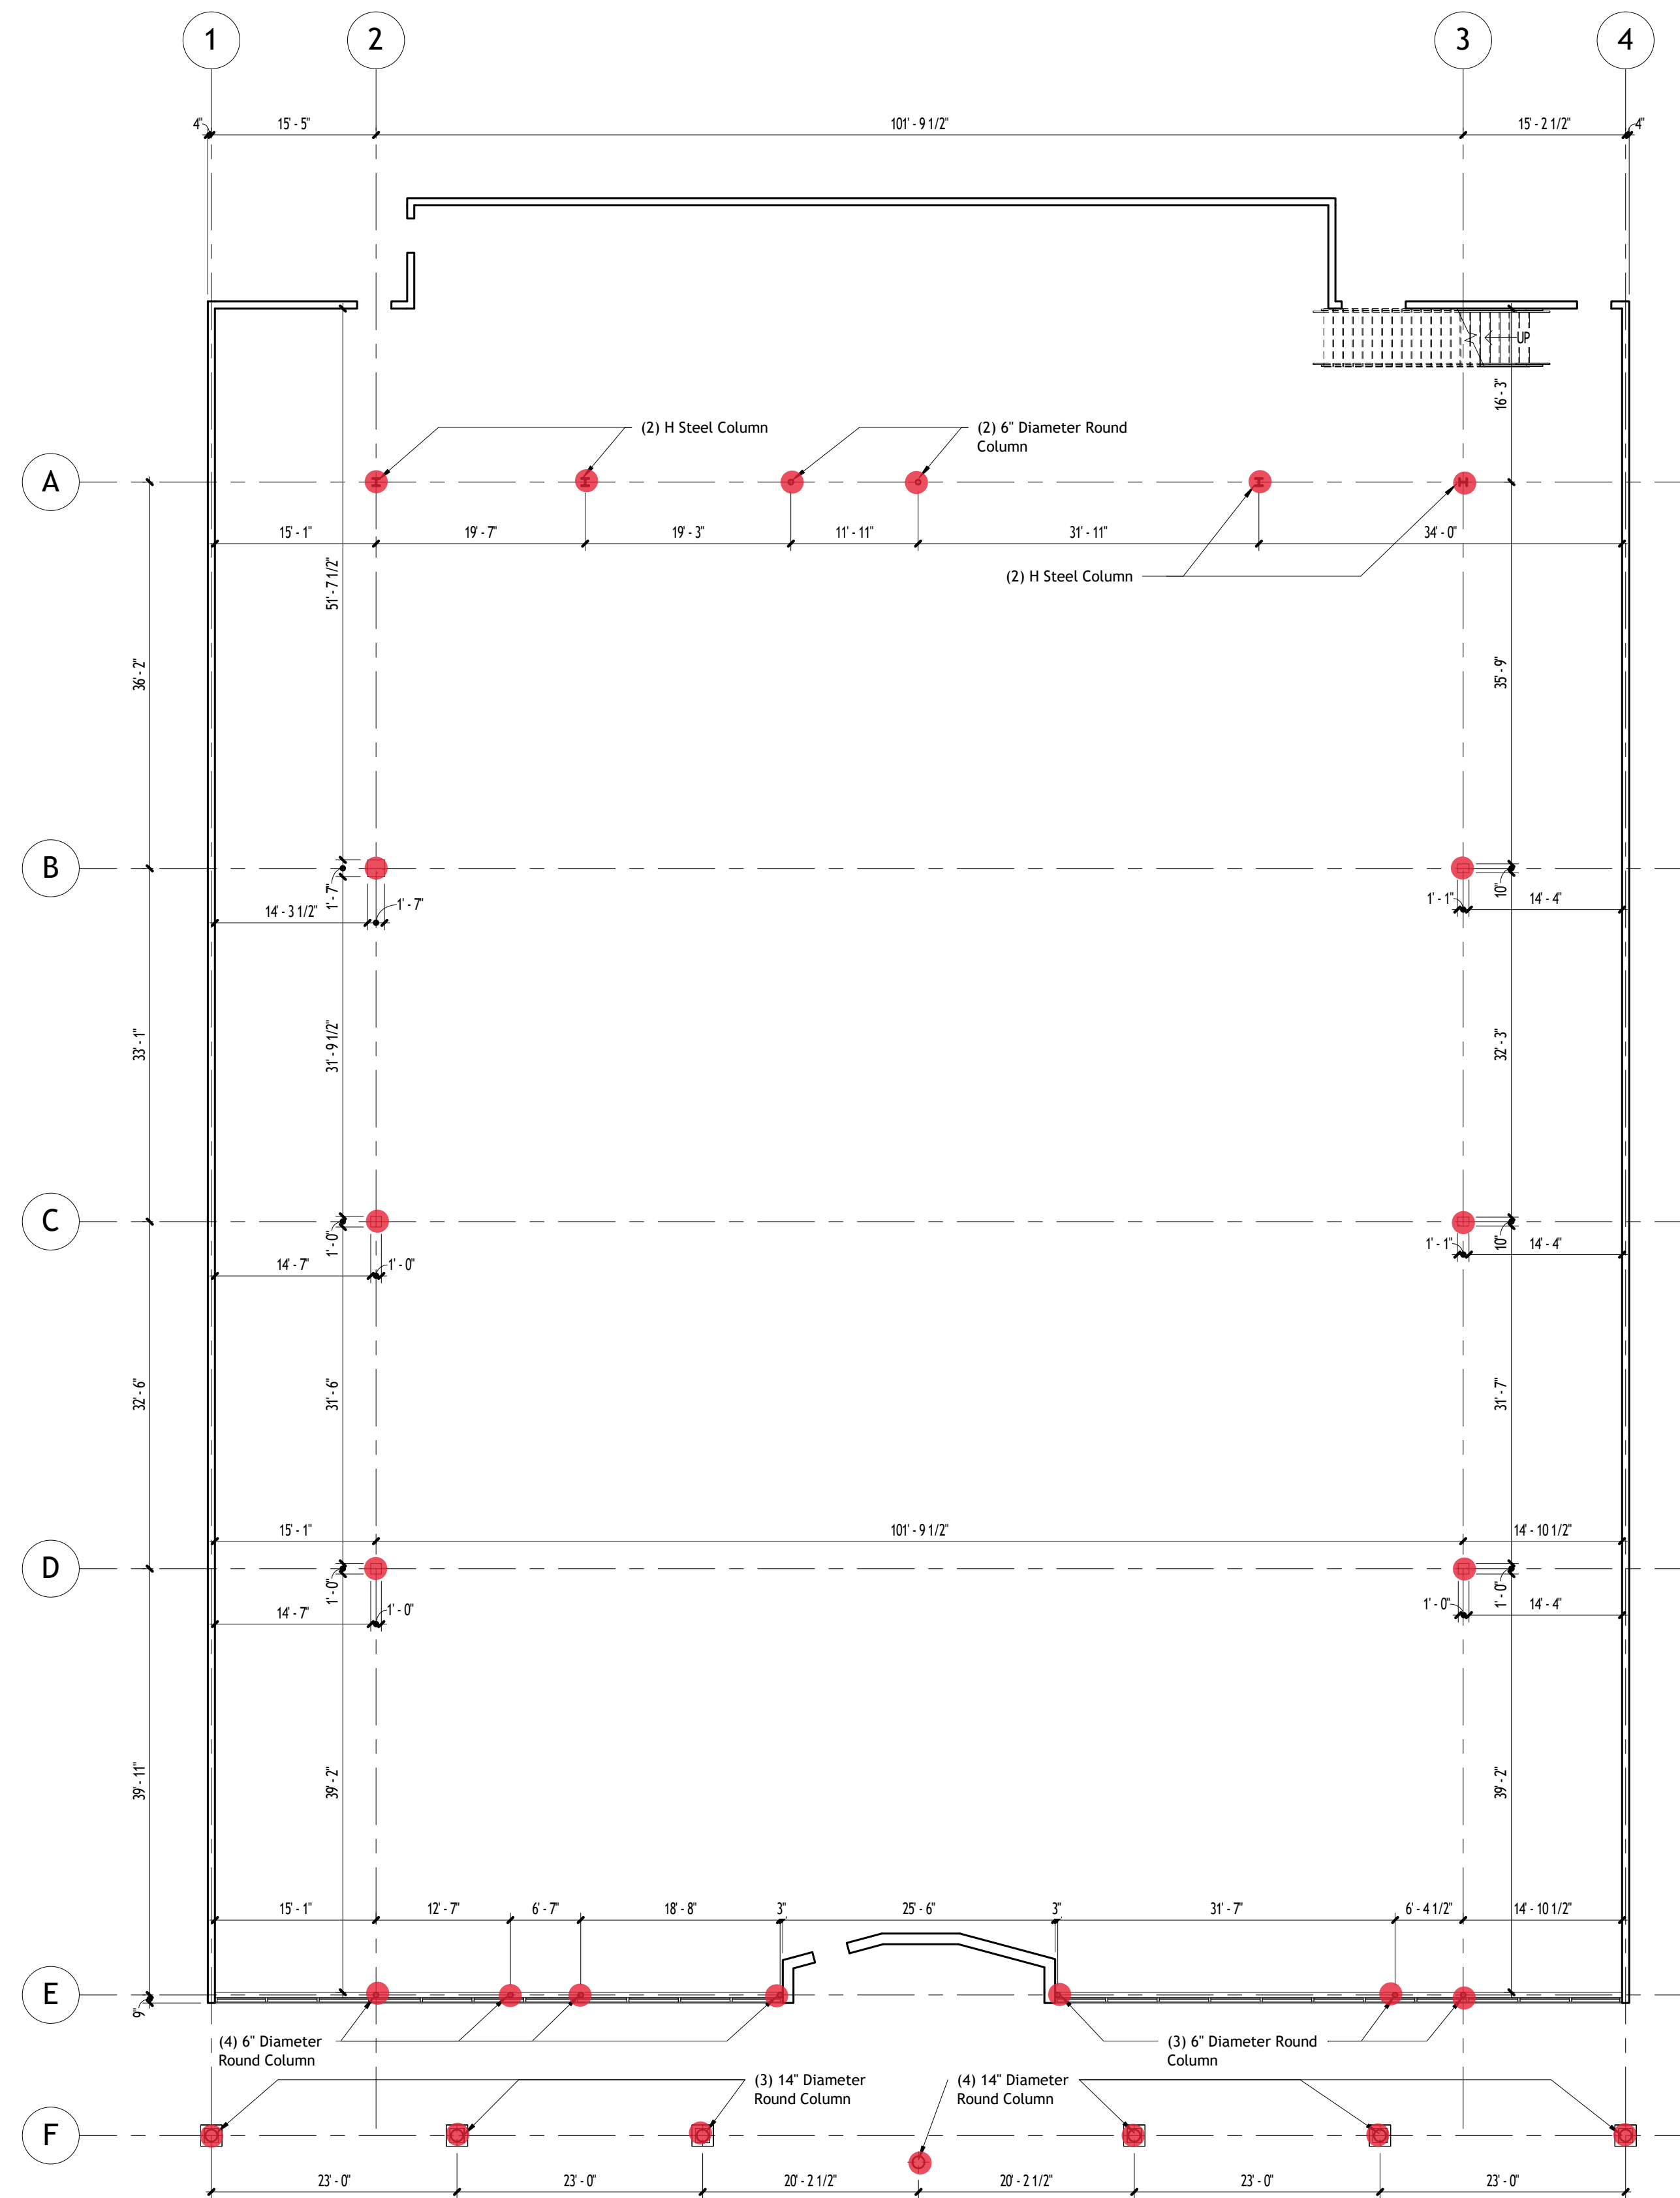 1 2 3 4
4" 15' - 5" 101' - 9 1/2" 15' - 2 1/2" 4"
UP
16' - 3"
(2) H Steel Column
(2) 6" Diameter Round
Column
A
15' - 1" 19' - 7" 19' - 3" 11' - 11" 31' - 11" 34' - 0"
(2) H Steel Column
51' - 7 1/2"
36' - 2"
35' - 9"
B
1' - 7"
10"
14' - 3 1/2" 1' - 7"
1' - 1" 14' - 4"
33' - 1"
31' - 9 1/2"
32' - 3"
C
1' - 0"
10"
14' - 7" 1' - 0"
1' - 1" 14' - 4"
32' - 6"
31' - 6"
31' - 7"
15' - 1" 101' - 9 1/2" 14' - 10 1/2"
D
1' - 0"
1' - 0"
14' - 7" 1' - 0"
1' - 0" 14' - 4"
39' - 11"
39' - 2"
39' - 2"
15' - 1" 12' - 7" 6' - 7" 18' - 8" 3" 25' - 6" 3" 31' - 7" 6' - 4 1/2" 14' - 10 1/2"
E
9"
(4) 6" Diameter
Round Column
(3) 6" Diameter Round
Column
(3) 14" Diameter
Round Column
(4) 14" Diameter
Round Column
F
23' - 0" 23' - 0" 20' - 2 1/2" 20' - 2 1/2" 23' - 0" 23' - 0"